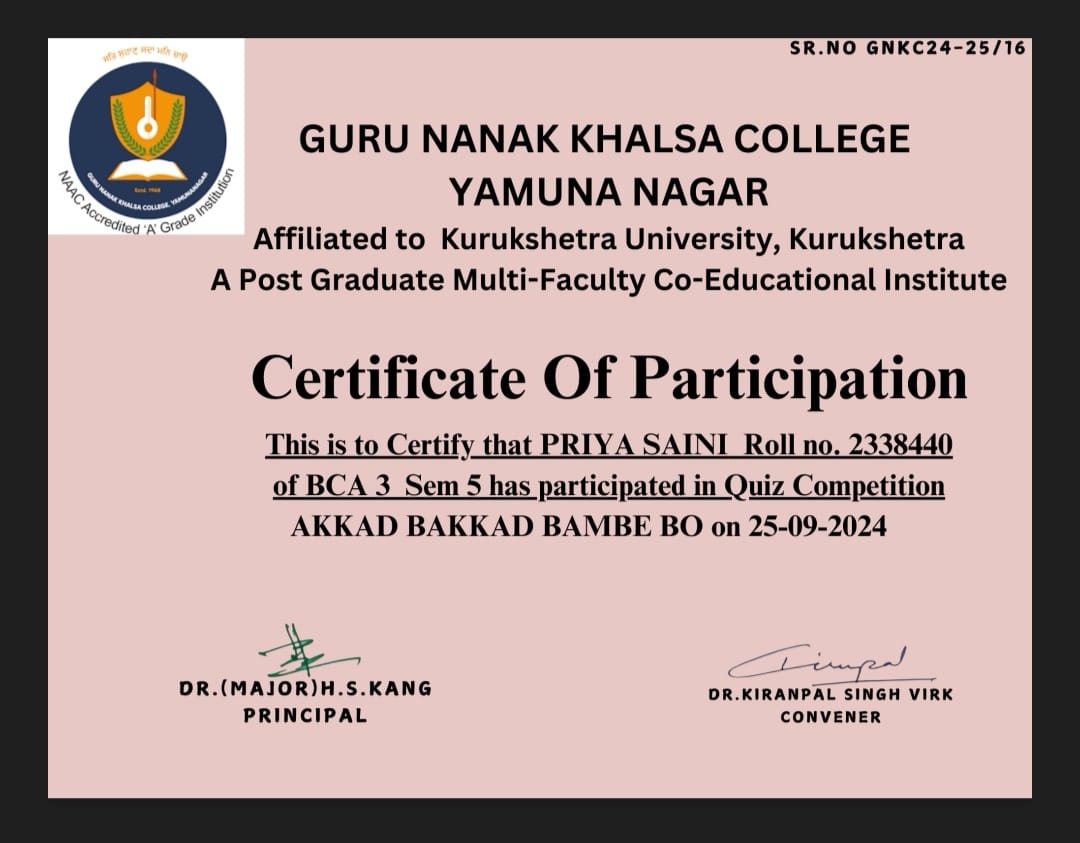 SR.NO GNKC24-25/16
ਸਤਿ ਸੁਹਾਣੁ ਸਦਾ ਮਨਿ ਚਾਉ
Estd. 1968
GURU NANAK KHALSA COLLEGE, YAMUNANAGAR
NAAC Accredited 'A' Grade Institution
GURU NANAK KHALSA COLLEGE
YAMUNA NAGAR
Affiliated to Kurukshetra University, Kurukshetra
A Post Graduate Multi-Faculty Co-Educational Institute
Certificate Of Participation
This is to Certify that PRIYA SAINI Roll no. 2338440
of BCA 3 Sem 5 has participated in Quiz Competition
AKKAD BAKKAD BAMBE BO on 25-09-2024
DR.(MAJOR)H.S.KANG
PRINCIPAL
DR.KIRANPAL SINGH VIRK
CONVENER